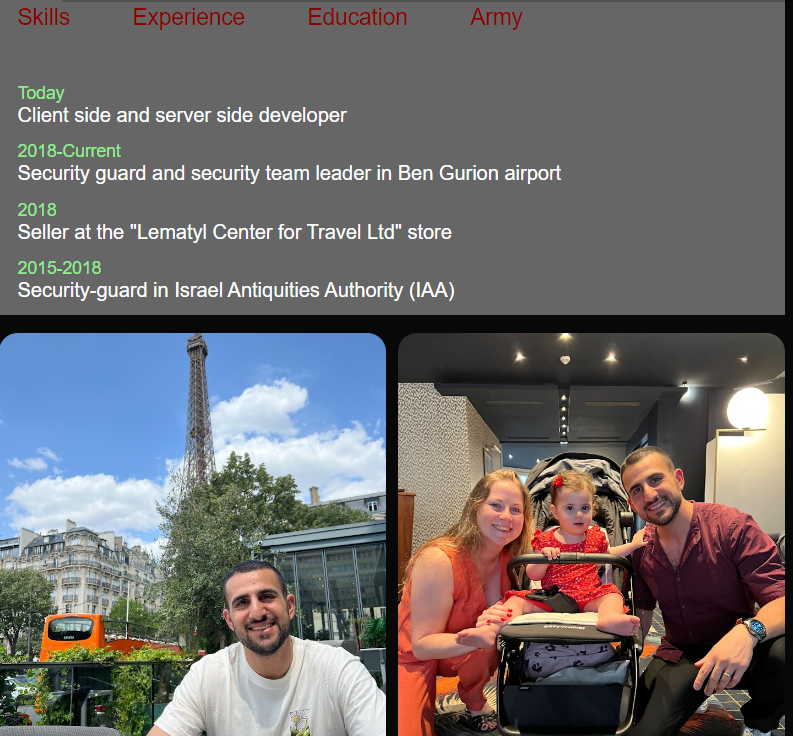 Skills Experience Education Army
Today
Client side and server side developer
2018-Current
Security guard and security team leader in Ben Gurion airport
2018
Seller at the "Lematyl Center for Travel Ltd" store
2015-2018
Security-guard in Israel Antiquities Authority (IAA)
easywalker